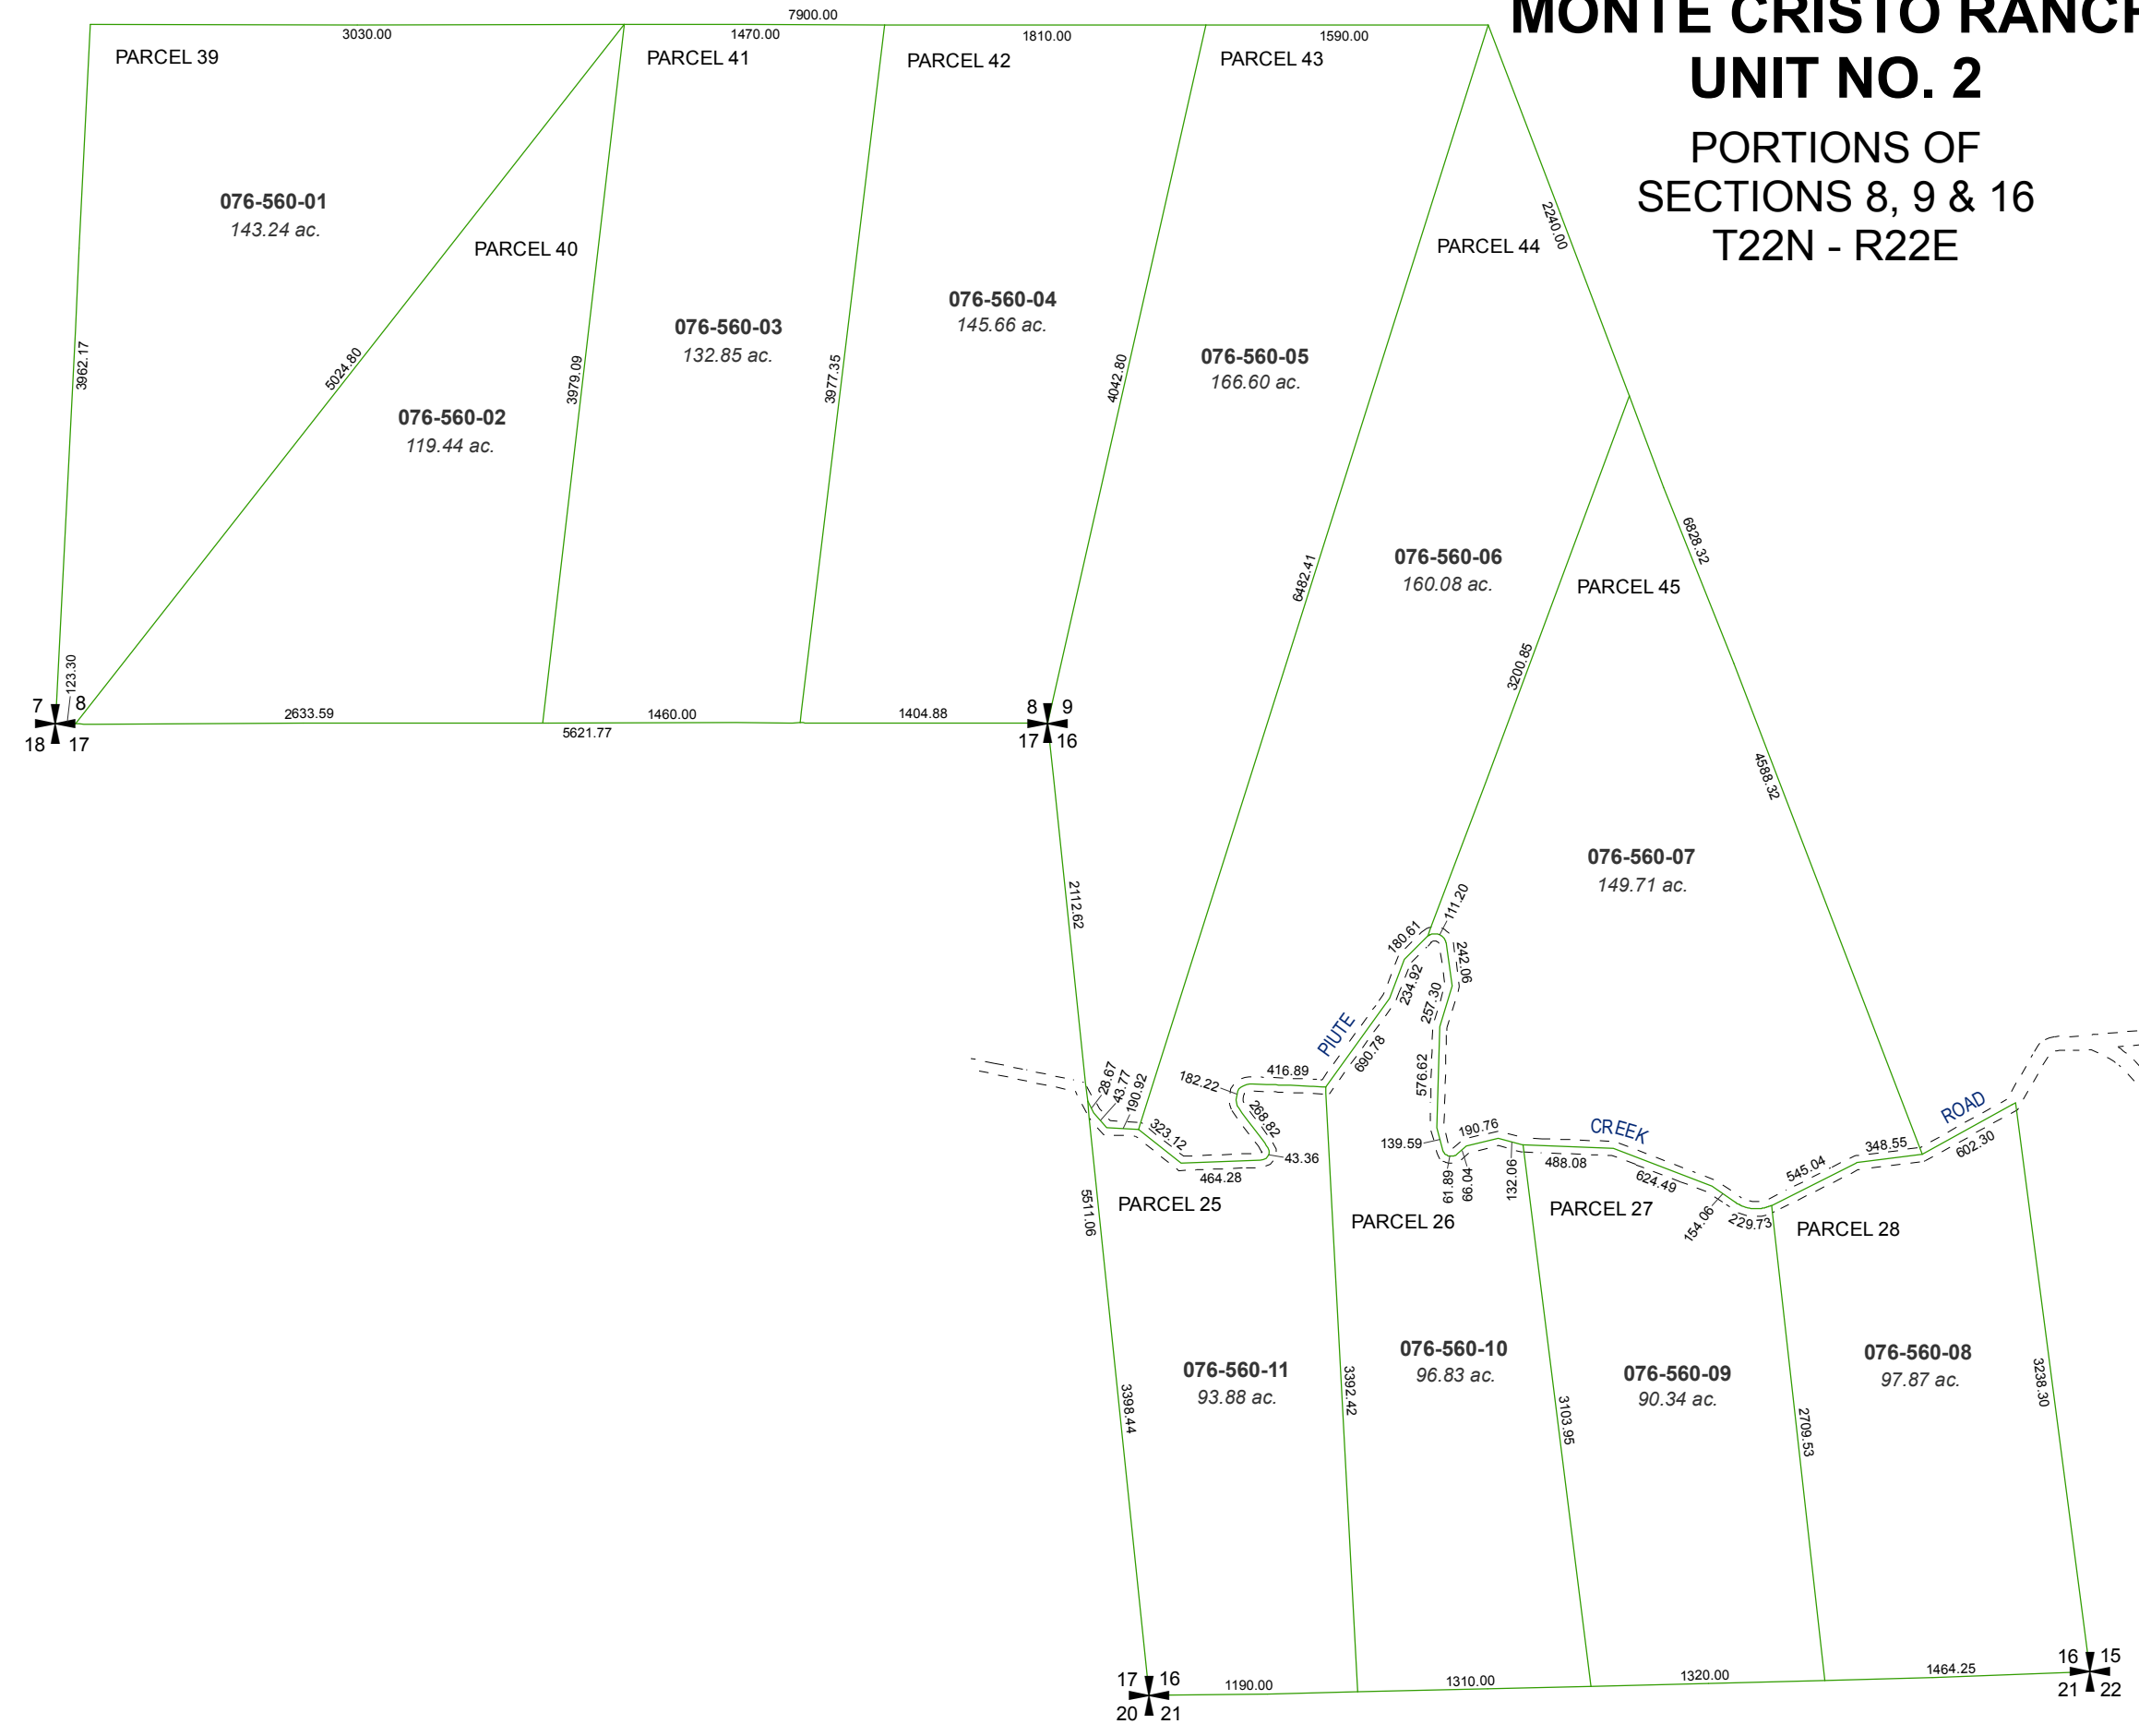 MONTE CRISTO RANCH
UNIT NO. 2
PORTIONS OF
SECTIONS 8, 9 & 16
T22N - R22E
7900.00
3030.00
1470.00
1810.00
1590.00
PARCEL 39
PARCEL 41
PARCEL 42
PARCEL 43
076-560-01
143.24 ac.
PARCEL 40
PARCEL 44
2240.00
076-560-04
145.66 ac.
076-560-03
132.85 ac.
076-560-05
166.60 ac.
3962.17
5024.80
3979.09
3977.35
4042.80
076-560-02
119.44 ac.
6828.32
6482.41
076-560-06
160.08 ac.
PARCEL 45
3200.85
123.30
7 8
18 17
2633.59
1460.00
1404.88
5621.77
8 9
17 16
4588.32
076-560-07
149.71 ac.
2112.62
180.61
111.20
242.06
234.92
257.30
PIUTE
690.78
576.62
28.67
43.77
190.92
182.22
416.89
268.82
323.12
43.36
464.28
139.59
190.76
61.89
66.04
132.06
CREEK
488.08
624.49
154.06
229.73
545.04
348.55
ROAD
602.30
5511.06
PARCEL 25
PARCEL 26
PARCEL 27
PARCEL 28
076-560-11
93.88 ac.
076-560-10
96.83 ac.
076-560-09
90.34 ac.
076-560-08
97.87 ac.
3398.44
3392.42
3103.95
2709.53
3238.30
17 16
20 21
1190.00
1310.00
1320.00
1464.25
16 15
21 22